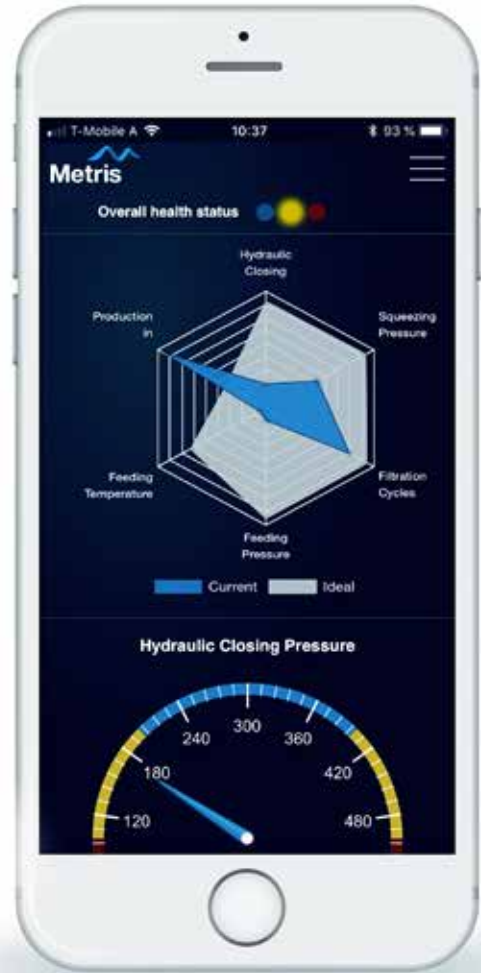 T-Mobile A
10:37
93 %
Metris
Overall health status
Hydraulic
Closing
Production
in
Squeezing
Pressure
Feeding
Temperature
Filtration
Cycles
Feeding
Pressure
Current
Ideal
Hydraulic Closing Pressure
120
180
240
300
360
420
480